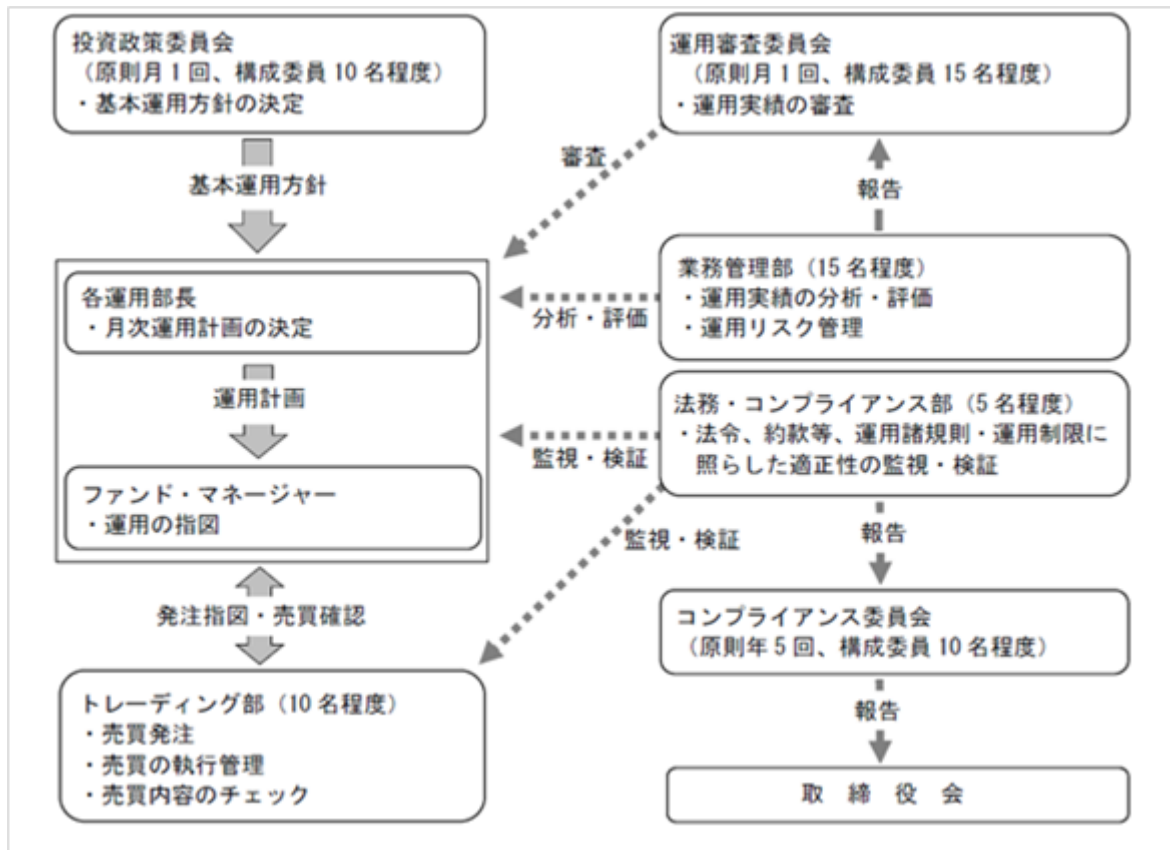 投資政策委員会
（原則月1回、構成委員10名程度）
・基本運用方針の決定
基本運用方針
各運用部長
・月次運用計画の決定
運用計画
ファンド・マネージャー
・運用の指図
発注指図・売買確認
トレーディング部（10名程度）
・売買発注
・売買の執行管理
・売買内容のチェック
運用審査委員会
（原則月1回、構成委員15名程度）
・運用実績の審査
審査
報告
業務管理部（15名程度）
・運用実績の分析・評価
・運用リスク管理
分析・評価
法務・コンプライアンス部（5名程度）
・法令、約款等、運用諸規則・運用制限に
照らした適正性の監視・検証
監視・検証
監視・検証
報告
コンプライアンス委員会
（原則年5回、構成委員10名程度）
報告
取締役会